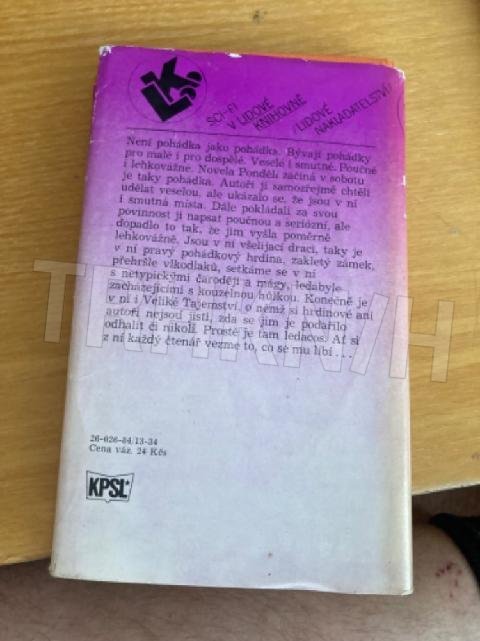 SCI-FI
V LIDOVÉ
KNIHOVNĚ
/LIDOVÉ
NAKLADATELSTVÍ/
Není pohádka jako pohádka. Bývají pohádky
pro malé i pro dospělé. Veselé i smutné. Poučné
i lehkovážné. Novela Pondělí začíná v sobotu
je taky pohádka. Autoři ji samozřejmě chtěli
udělat veselou, ale ukázalo se, že jsou v ní
i smutná místa. Dále pokládali za svou
povinnost ji napsat poučnou a seriózní, ale
dopadlo to tak, že jim vyšla poměrně
lehkovážně. Jsou v ní všelijací draci, taky je
v ní pravý pohádkový hrdina, zakletý zámek,
přehršle vlkodlaků, setkáme se v ní
s netypickými čaroději a mágy, ledabyle
zacházejícími s kouzelnou hůlkou. Konečně je
v ní i Veliké Tajemství, o němž si hrdinové ani
autoři nejsou jisti, zda se jim je podařilo
odhalit či nikoli. Prostě je tam ledacos. Ať si
z ní každý čtenář vezme to, co se mu líbí...
26-026-84 13-34
Cena váz. 24 Kčs
KPSL*